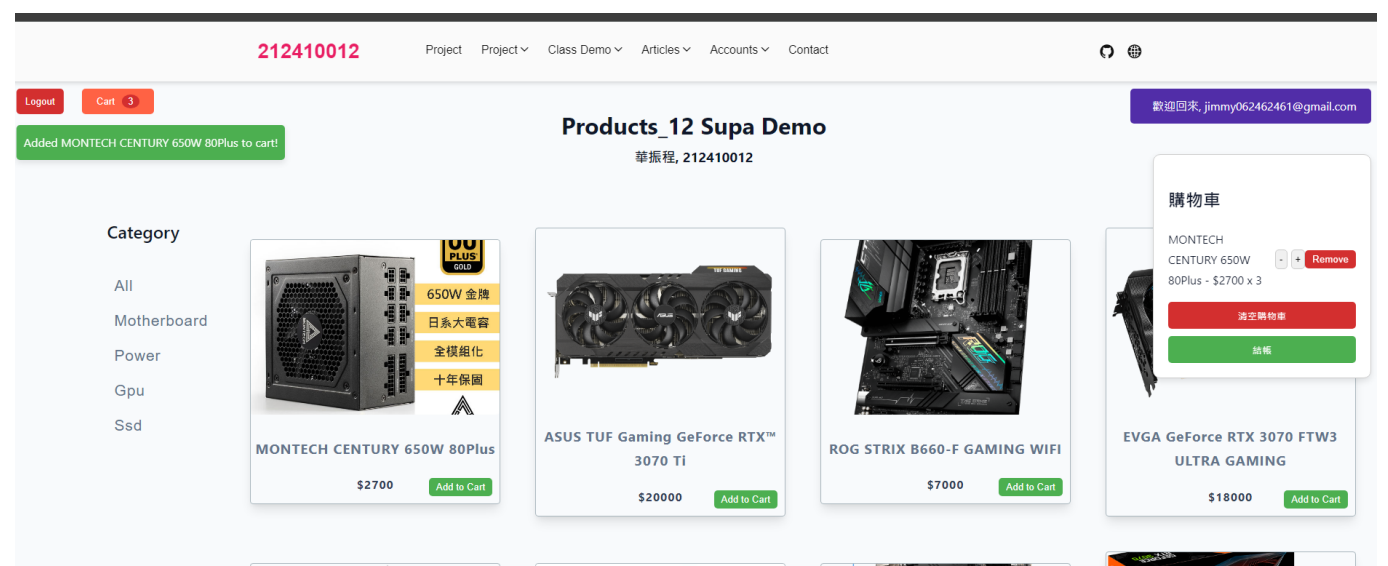 212410012
Project Project Class Demo Articles Accounts Contact
Logout
Cart 3
歡迎回來, jimmy062462461@gmail.com
Added MONTECH CENTURY 650W 80Plus to cart!
Products_12 Supa Demo
華振程, 212410012
購物車
MONTECH
CENTURY 650W
80Plus - $2700 x 3
- + Remove
清空購物車
結帳
Category
All
Motherboard
Power
Gpu
Ssd
PLUS
GOLD
650W 金牌
日系大電容
全模組化
十年保固
MONTECH CENTURY 650W 80Plus
$2700
Add to Cart
TUF GAMING
ASUS TUF Gaming GeForce RTX™
3070 Ti
$20000
Add to Cart
ROG STRIX B660-F GAMING WIFI
$7000
Add to Cart
EVGA GeForce RTX 3070 FTW3
ULTRA GAMING
$18000
Add to Cart